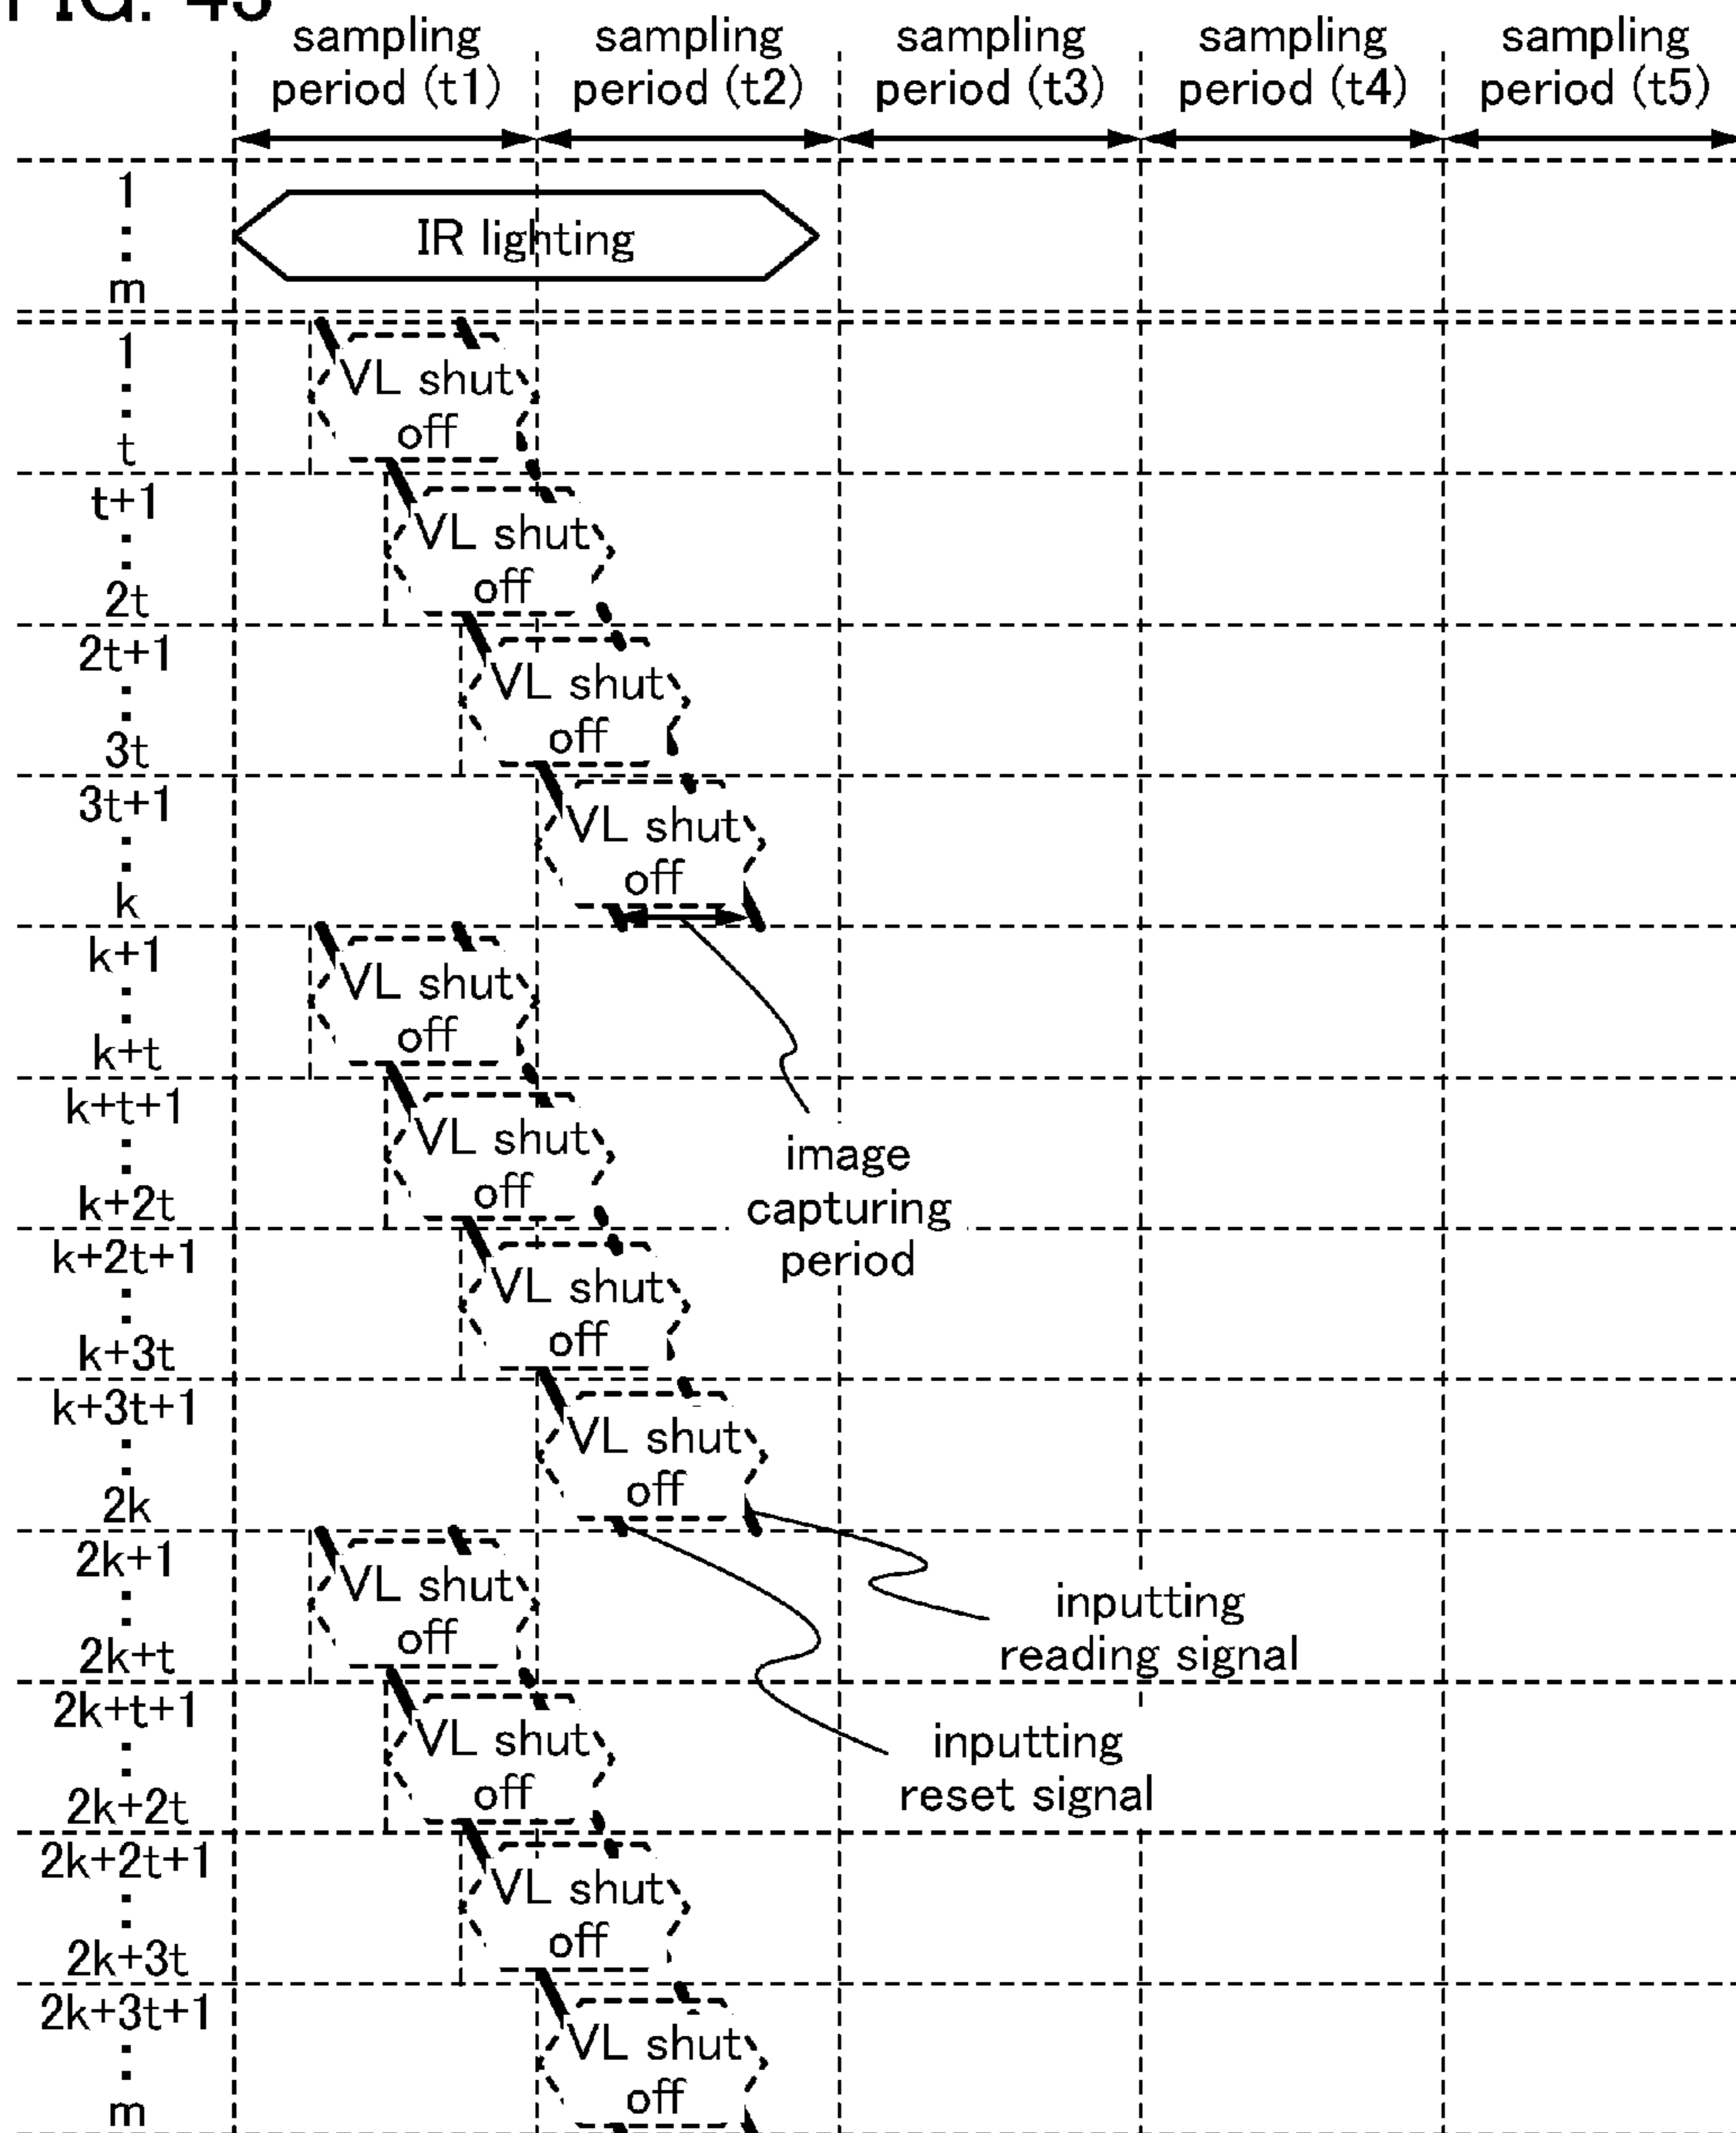 FIG. 43
sampling period (t1)
sampling period (t2)
sampling period (t3)
sampling period (t4)
sampling period (t5)
1
m
IR lighting
1
t
VL shut
off
t+1
2t
VL shut
off
2t+1
3t
VL shut
off
3t+1
k
VL shut
off
k+1
k+t
VL shut
off
k+t+1
k+2t
VL shut
off
image
capturing
period
k+2t+1
k+3t
VL shut
off
k+3t+1
2k
VL shut
off
2k+1
2k+t
VL shut
off
inputting
reading signal
2k+t+1
2k+2t
VL shut
off
inputting
reset signal
2k+2t+1
2k+3t
VL shut
off
2k+3t+1
m
VL shut
off